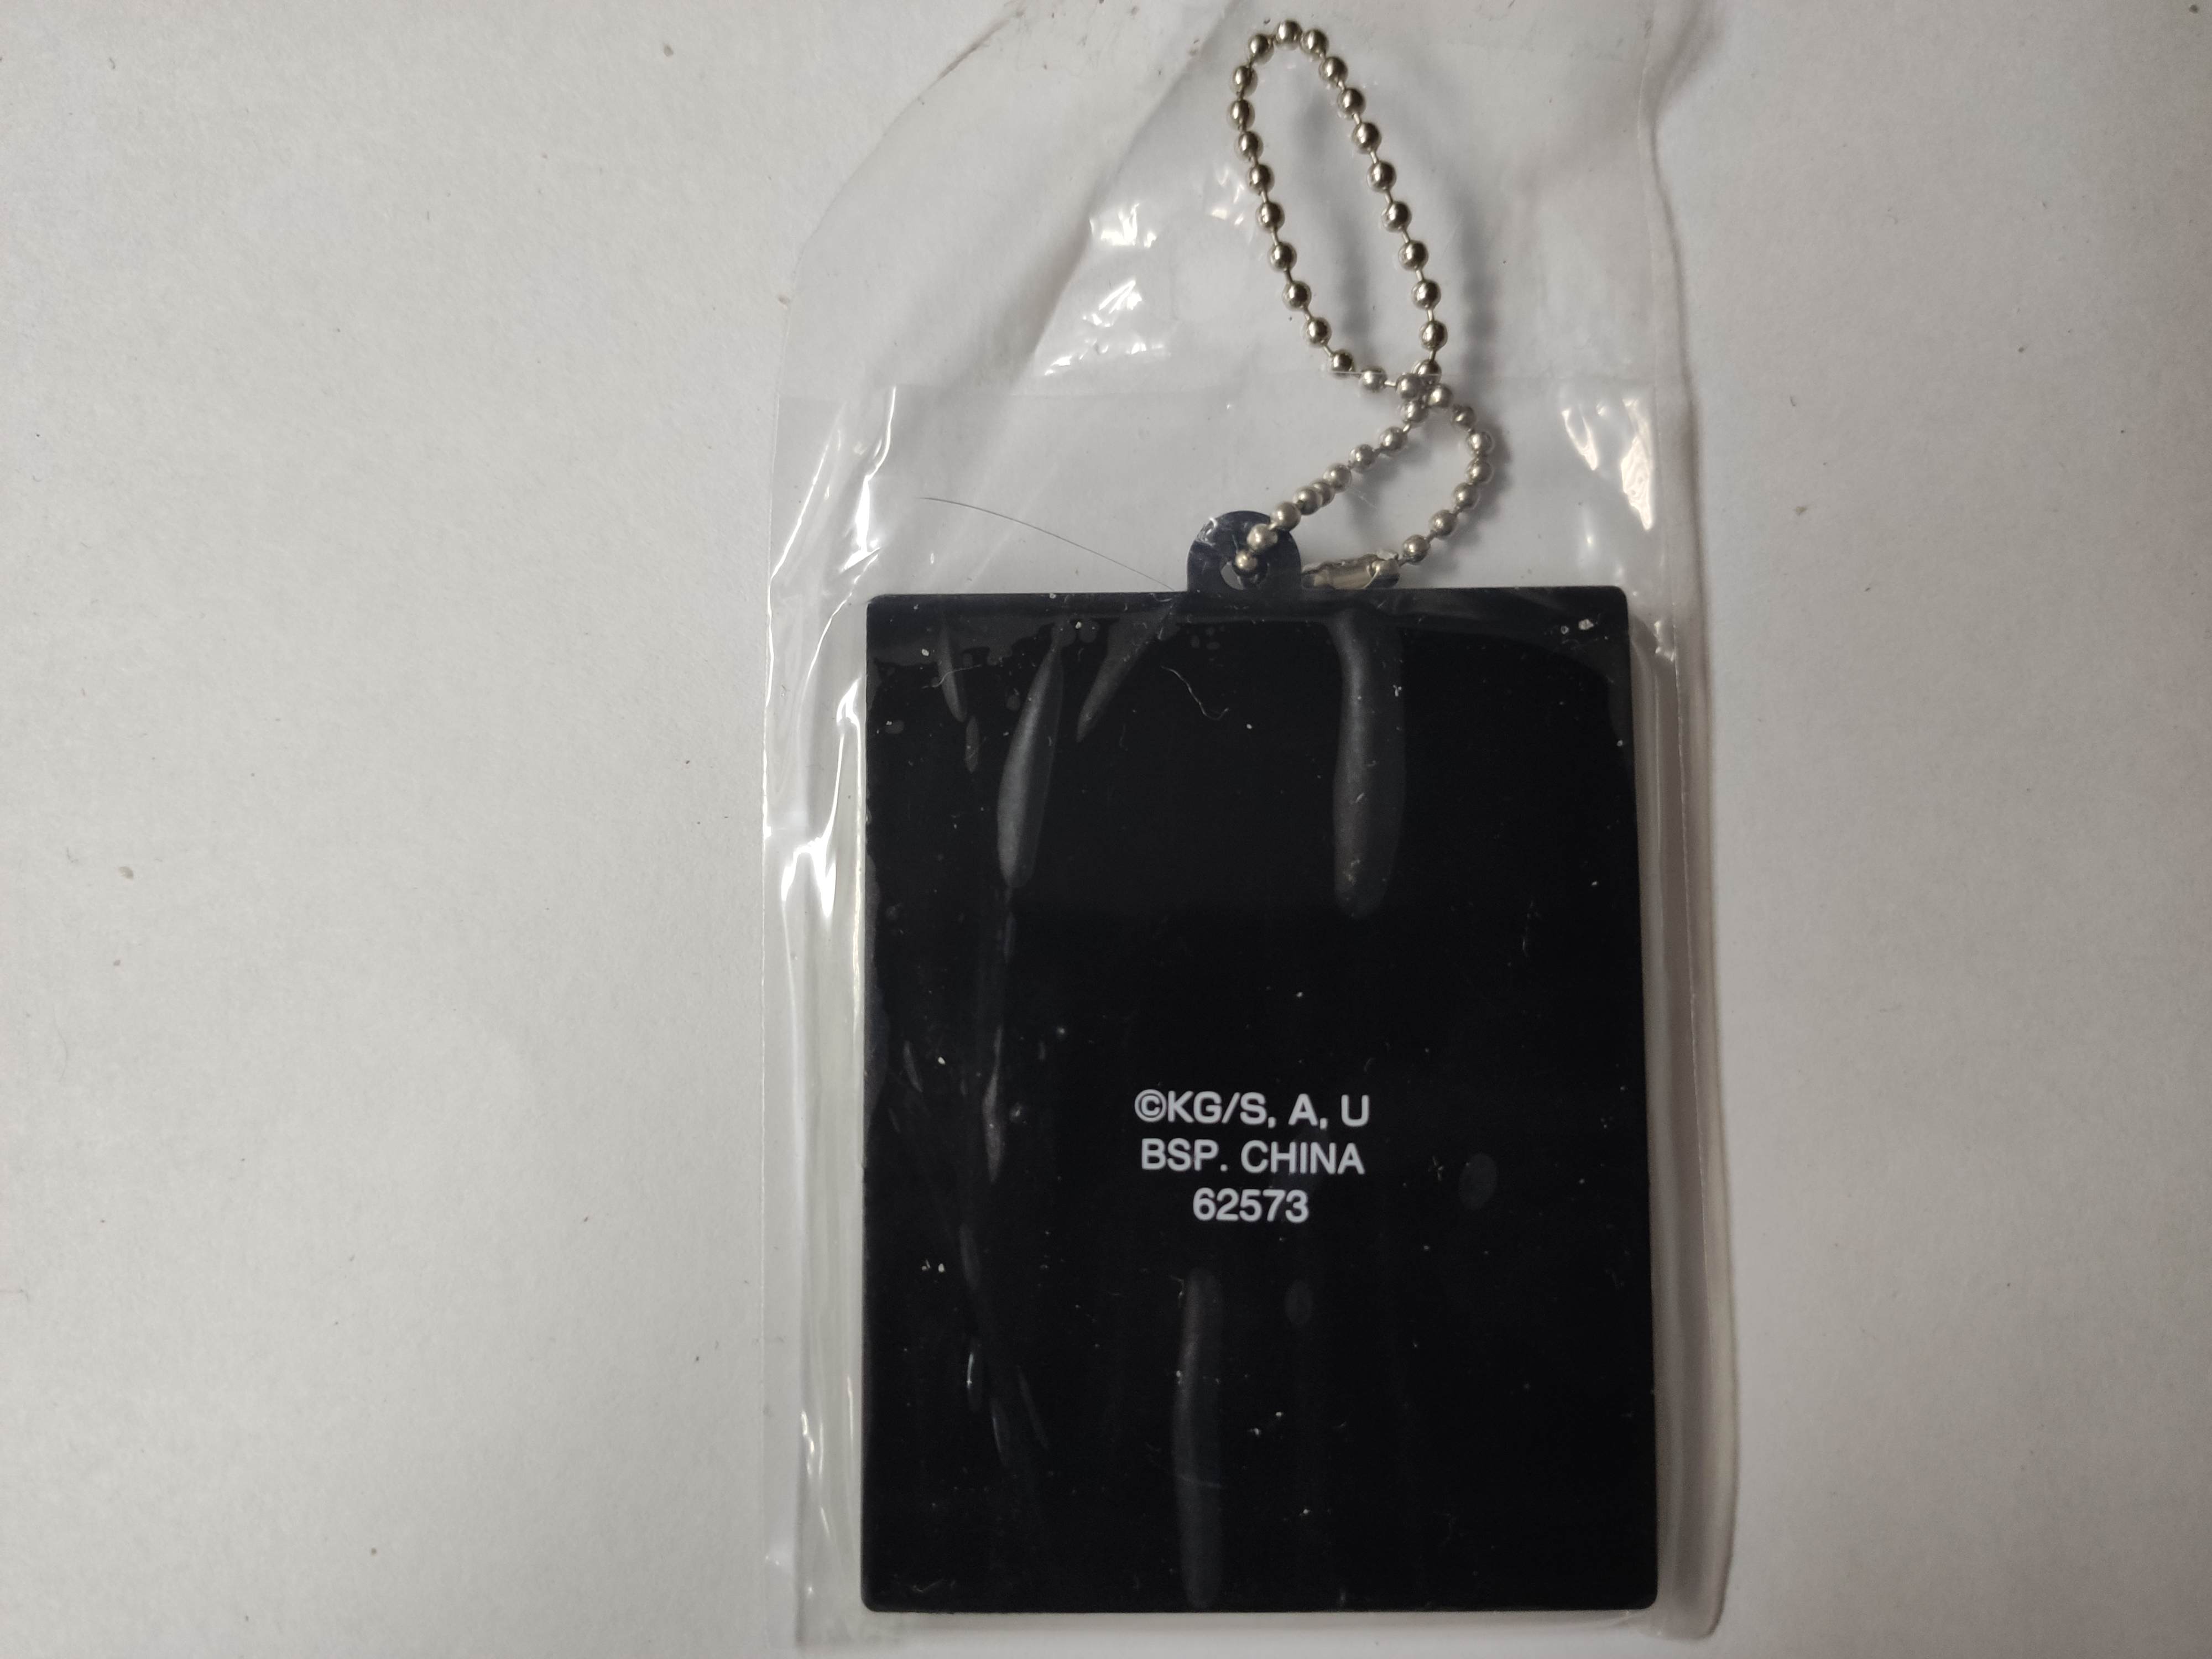 ©KG/S, A, U
BSP. CHINA
62573